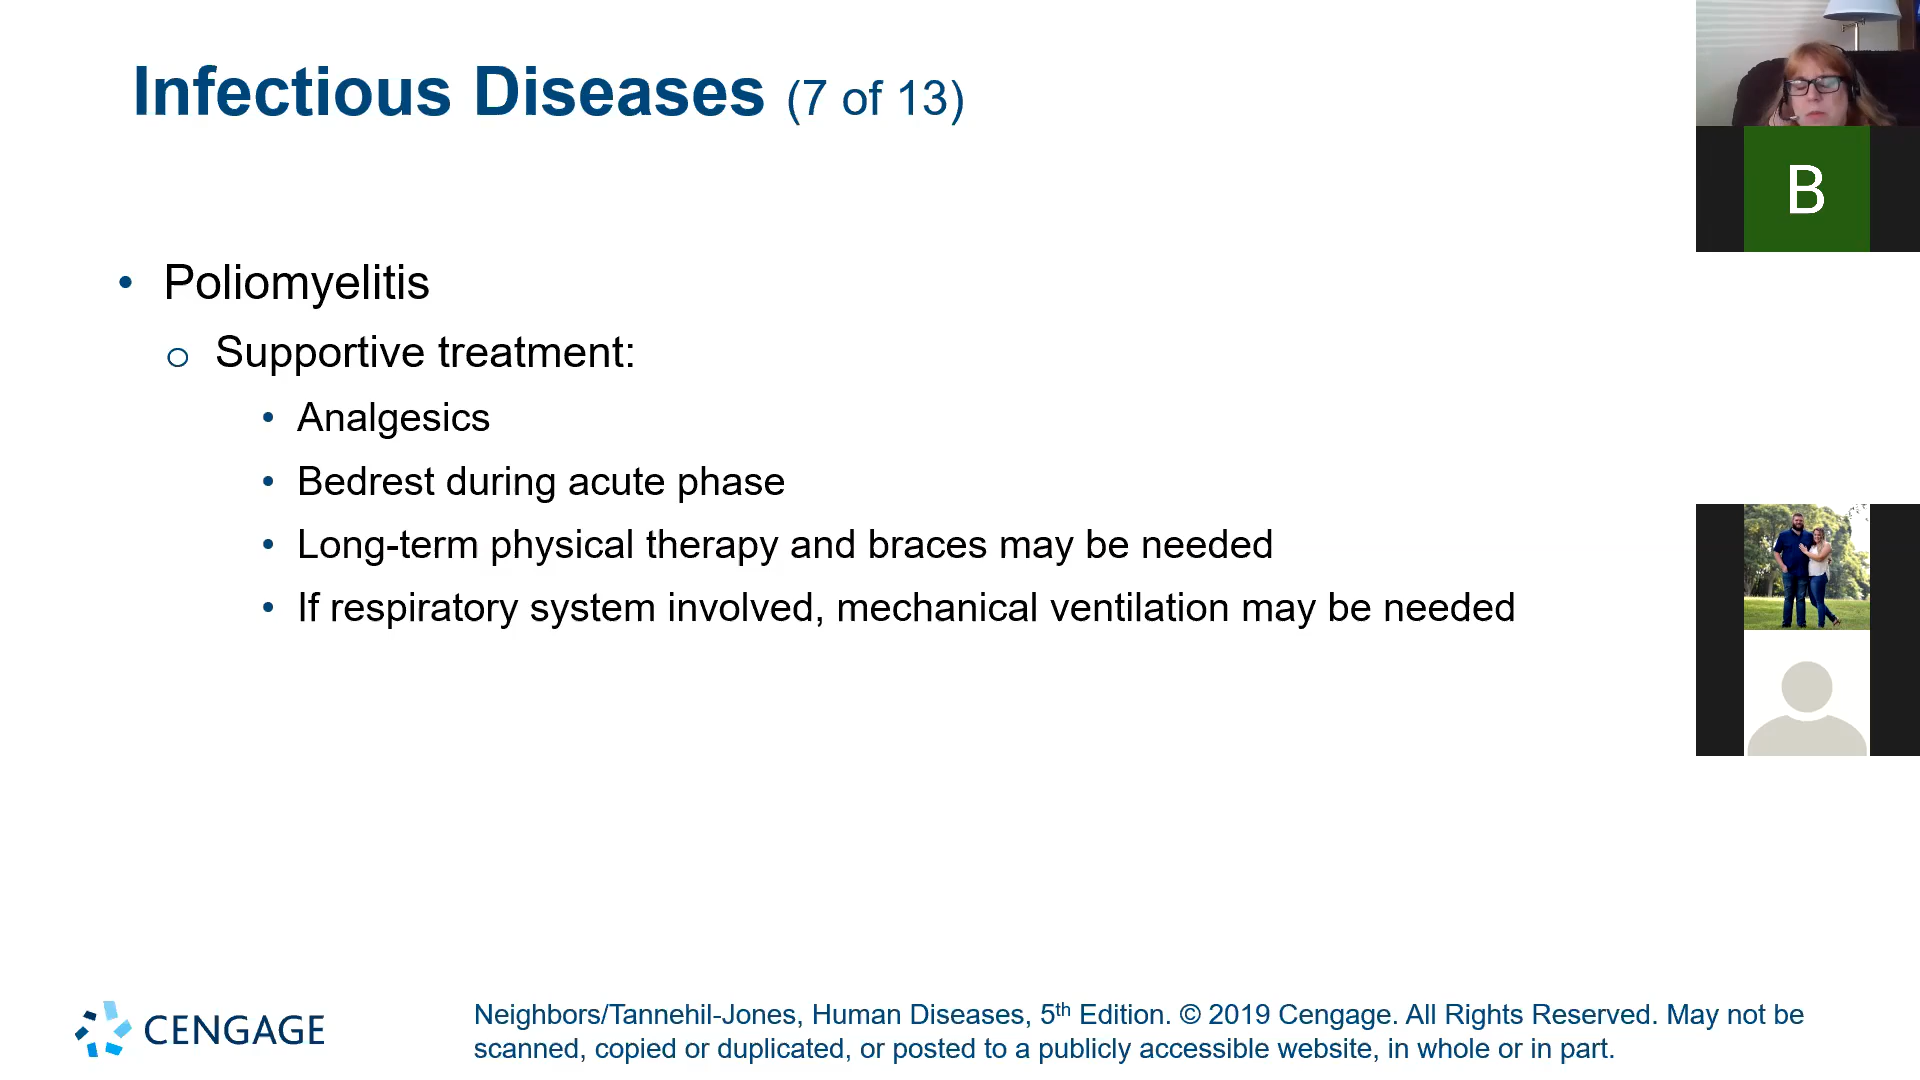 Infectious Diseases (7 of 13)
B
• Poliomyelitis
o Supportive treatment:
• Analgesics
• Bedrest during acute phase
• Long-term physical therapy and braces may be needed
• If respiratory system involved, mechanical ventilation may be needed
CENGAGE
Neighbors/Tannehil-Jones, Human Diseases, 5th Edition. © 2019 Cengage. All Rights Reserved. May not be
scanned, copied or duplicated, or posted to a publicly accessible website, in whole or in part.